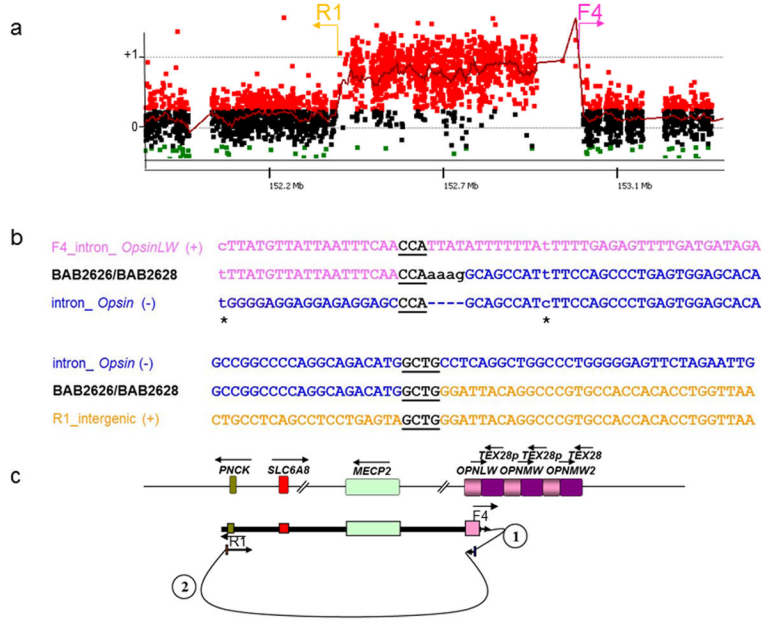 a
R1
F4
+1
0
152.2 Mb 152.7 Mb 153.1 Mb
b
F4_intron_ OpsinLW (+) cTTATGTTATTAATTTCAACCATTATATTTTTTAtTTTTGAGAGTTTTGATGATAGA
BAB2626/BAB2628 tTTATGTTATTAATTTCAACCAaaaagGCAGCCATtTTCCAGCCCTGAGTGGAGCACA
intron_ Opsin (-) tGGGGAGGAGGAGAGGAGCCCA----GCAGCCATcTTCCAGCCCTGAGTGGAGCACA
* *
intron_ Opsin (-) GCCGGCCCCAGGCAGACATGGCTGCCTCAGGCTGGCCCTGGGGGAGTTCTAGAATTG
BAB2626/BAB2628 GCCGGCCCCAGGCAGACATGGCTGGGATTACAGGCCCGTGCCACCACACCTGGTTAA
R1_intergenic (+) CTGCCTCAGCCTCCTGAGTAGCTGGGATTACAGGCCCGTGCCACCACACCTGGTTAA
c
PNCK SLC6A8 MECP2 TEX28p TEX28p TEX28
OPNLW OPNMW OPNMW2
F4
R1
1
2